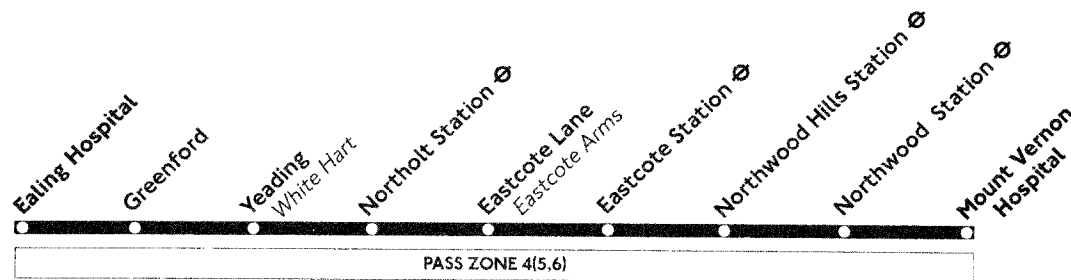 Ealing Hospital
Greenford
Yeading
White Hart
Northolt Station
Eastcote Lane
Eastcote Arms
Eastcote Station
Northwood Hills Station
Northwood Station
Mount Vernon
Hospital
PASS ZONE 4(5,6)